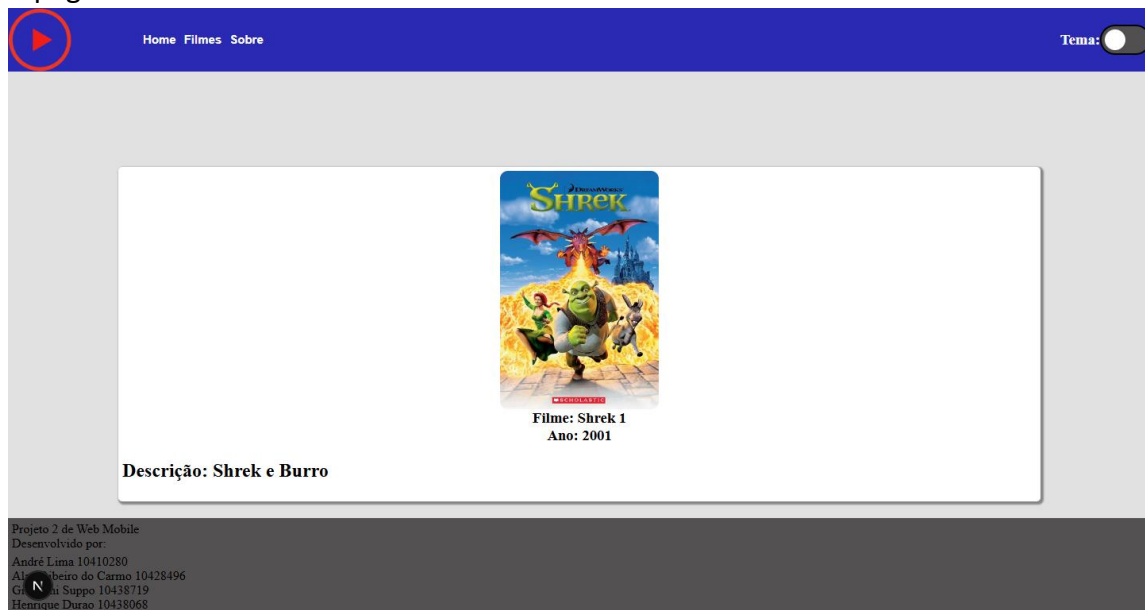 Home Filmes Sobre
Tema:
DREAMWORKS
SHREK
SCHOLASTIC
Filme: Shrek 1
Ano: 2001
Descrição: Shrek e Burro
Projeto 2 de Web Mobile
Desenvolvido por:
André Lima 10410280
do Carmo 10428496
N
Suppo 10438719
Henrique Durao 10438068